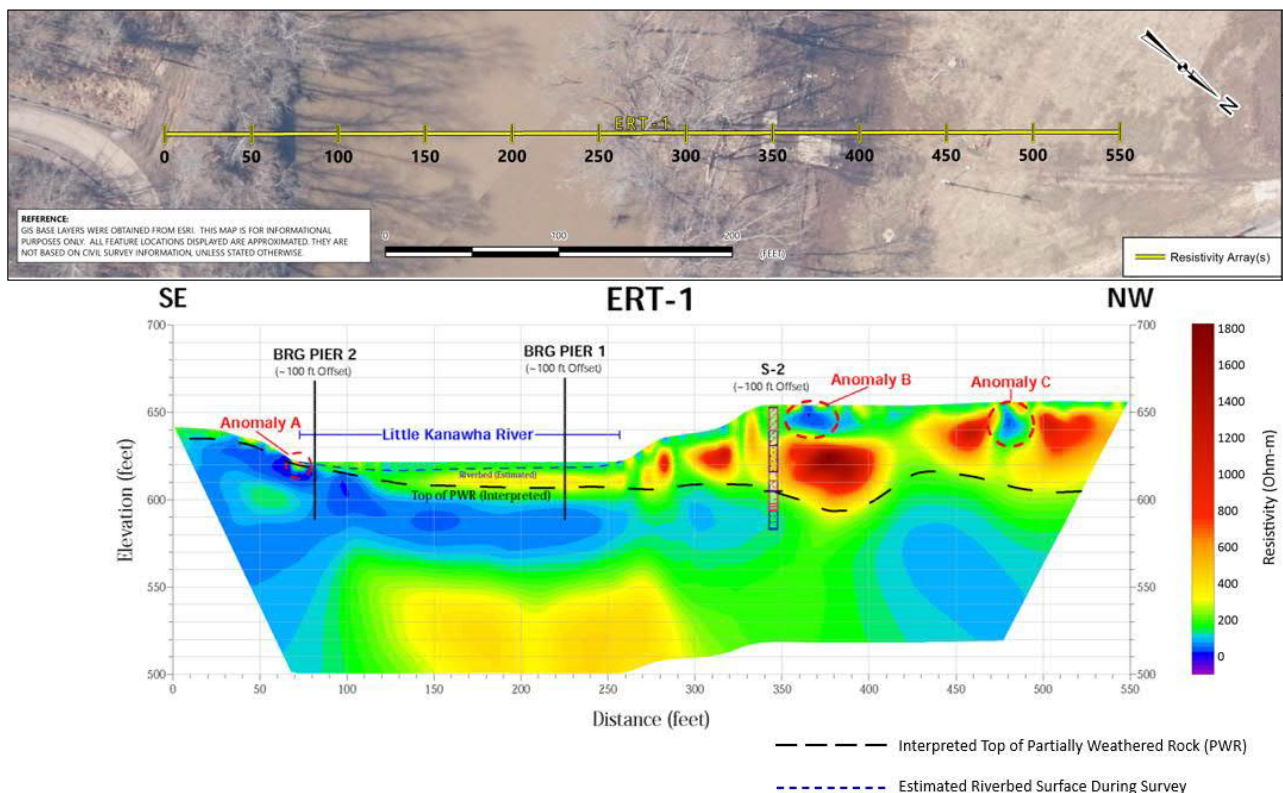 ERT-1
0 50 100 150 200 250 300 350 400 450 500 550
N
REFERENCE:
GIS BASE LAYERS WERE OBTAINED FROM ESRI. THIS MAP IS FOR INFORMATIONAL
PURPOSES ONLY. ALL FEATURE LOCATIONS DISPLAYED ARE APPROXIMATED. THEY ARE
NOT BASED ON CIVIL SURVEY INFORMATION, UNLESS STATED OTHERWISE.
0 100 200
(FEET)
Resistivity Array(s)
SE ERT-1 NW
700 700
BRG PIER 2
(~100 ft Offset)
BRG PIER 1
(~100 ft Offset)
S-2
(~100 ft Offset)
Anomaly B
Anomaly C
650 650
Anomaly A
Little Kanawha River
Riverbed (Estimated)
Top of PWR (Interpreted)
600 600
550 550
500 500
Elevation (feet)
0 50 100 150 200 250 300 350 400 450 500 550
Distance (feet)
1800
1600
1400
1200
1000
800
600
400
200
0
Resistivity (Ohm-m)
Interpreted Top of Partially Weathered Rock (PWR)
Estimated Riverbed Surface During Survey